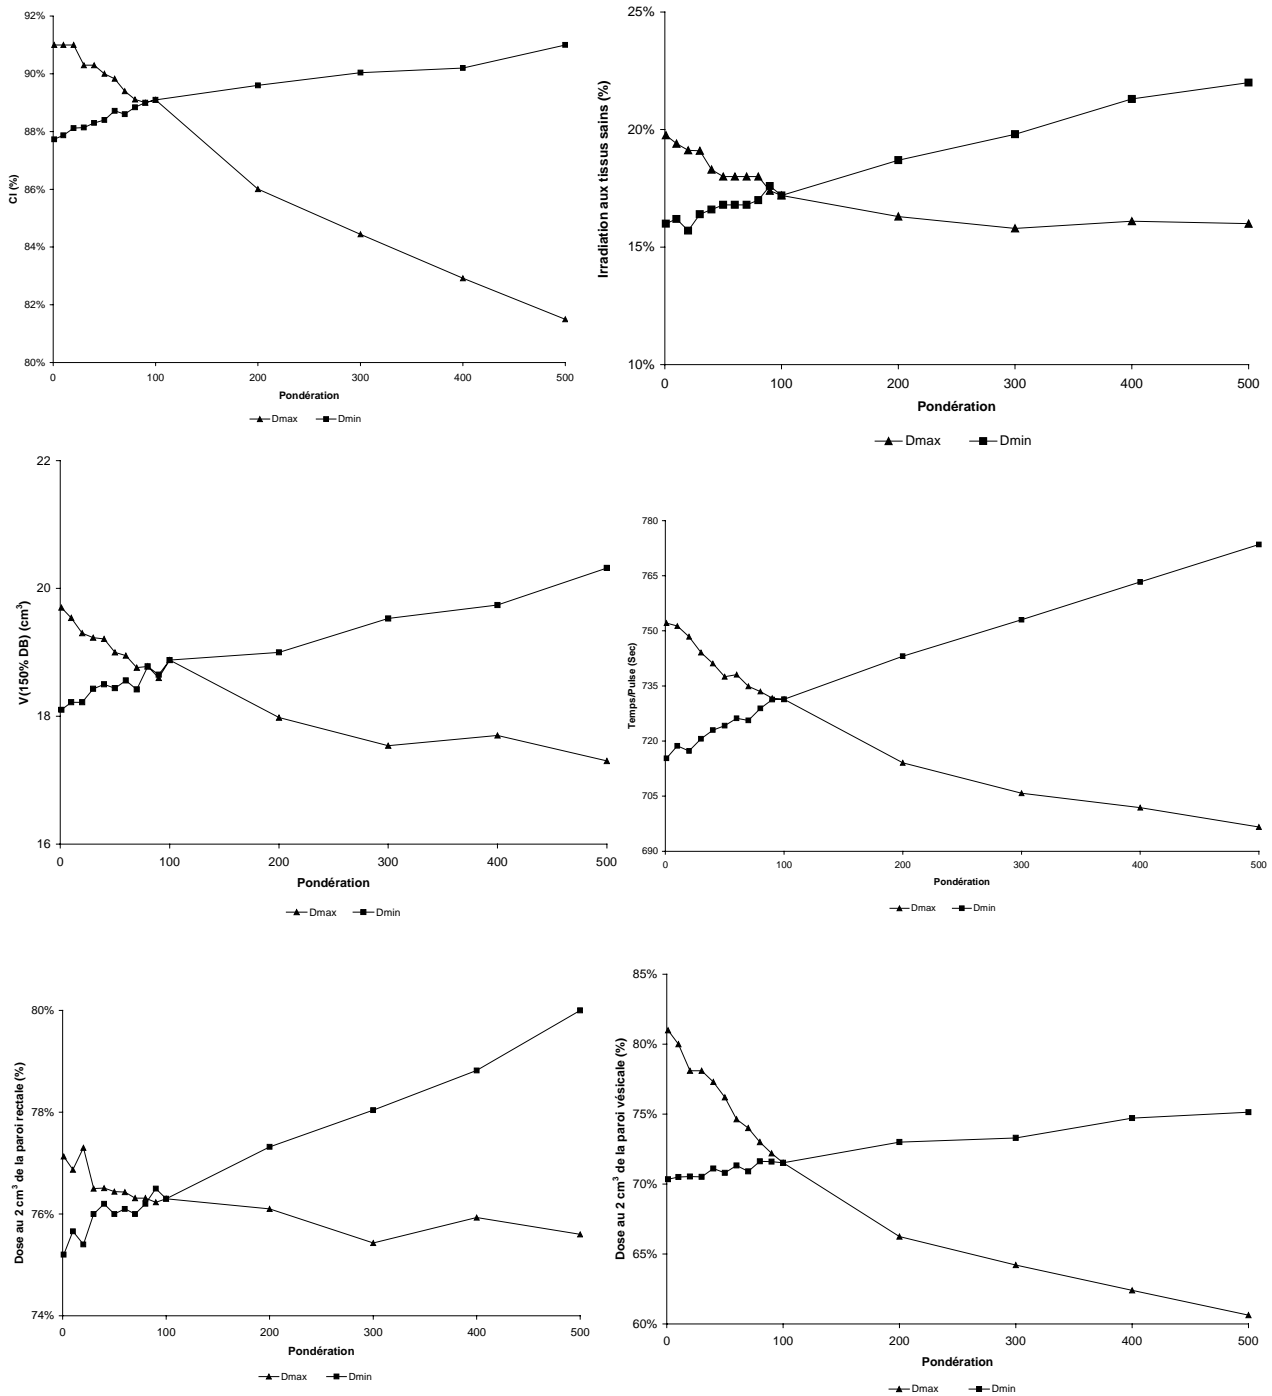 92%
90%
88%
86%
84%
82%
80%
CI (%)
0 100 200 300 400 500
Pondération
Dmax Dmin
25%
20%
15%
10%
Irradiation aux tissus sains (%)
0 100 200 300 400 500
Pondération
Dmax Dmin
22
20
18
16
V(150% DB) (cm³)
0 100 200 300 400 500
Pondération
Dmax Dmin
780
765
750
735
720
705
690
Temps/Pulse (Sec)
0 100 200 300 400 500
Pondération
Dmax Dmin
80%
78%
76%
74%
Dose au 2 cm³ de la paroi rectale (%)
0 100 200 300 400 500
Pondération
Dmax Dmin
85%
80%
75%
70%
65%
60%
Dose au 2 cm³ de la paroi vésicale (%)
0 100 200 300 400 500
Pondération
Dmax Dmin